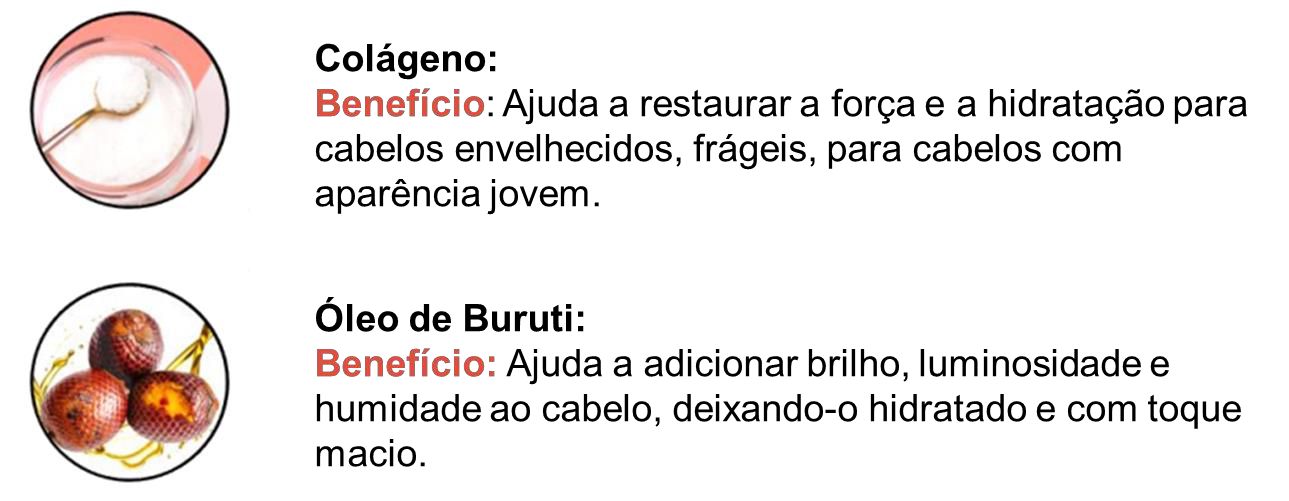 Colágeno:
Benefício: Ajuda a restaurar a força e a hidratação para
cabelos envelhecidos, frágeis, para cabelos com
aparência jovem.
Óleo de Buruti:
Benefício: Ajuda a adicionar brilho, luminosidade e
humidade ao cabelo, deixando-o hidratado e com toque
macio.